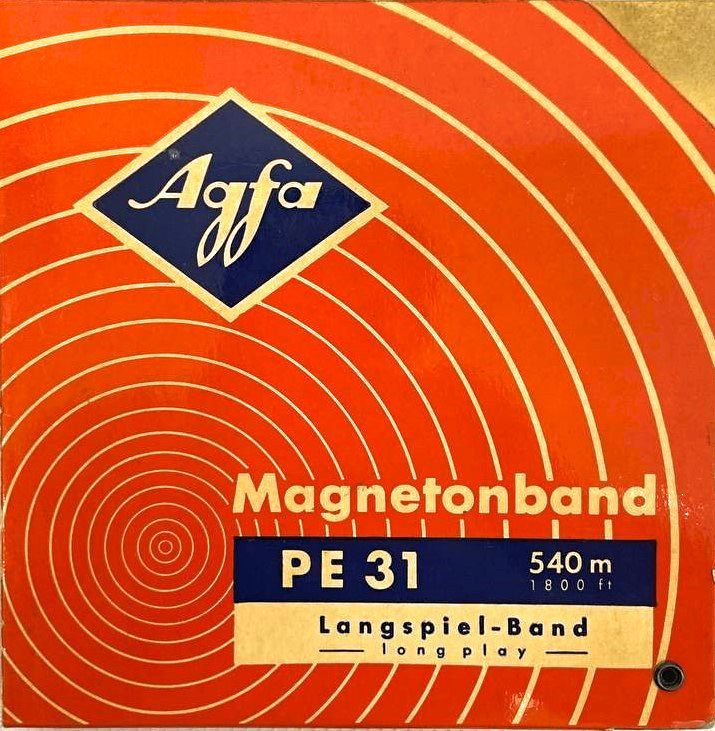 Agfa
Magnetonband
PE 31
540 m
1800 ft
Langspiel-Band
long play